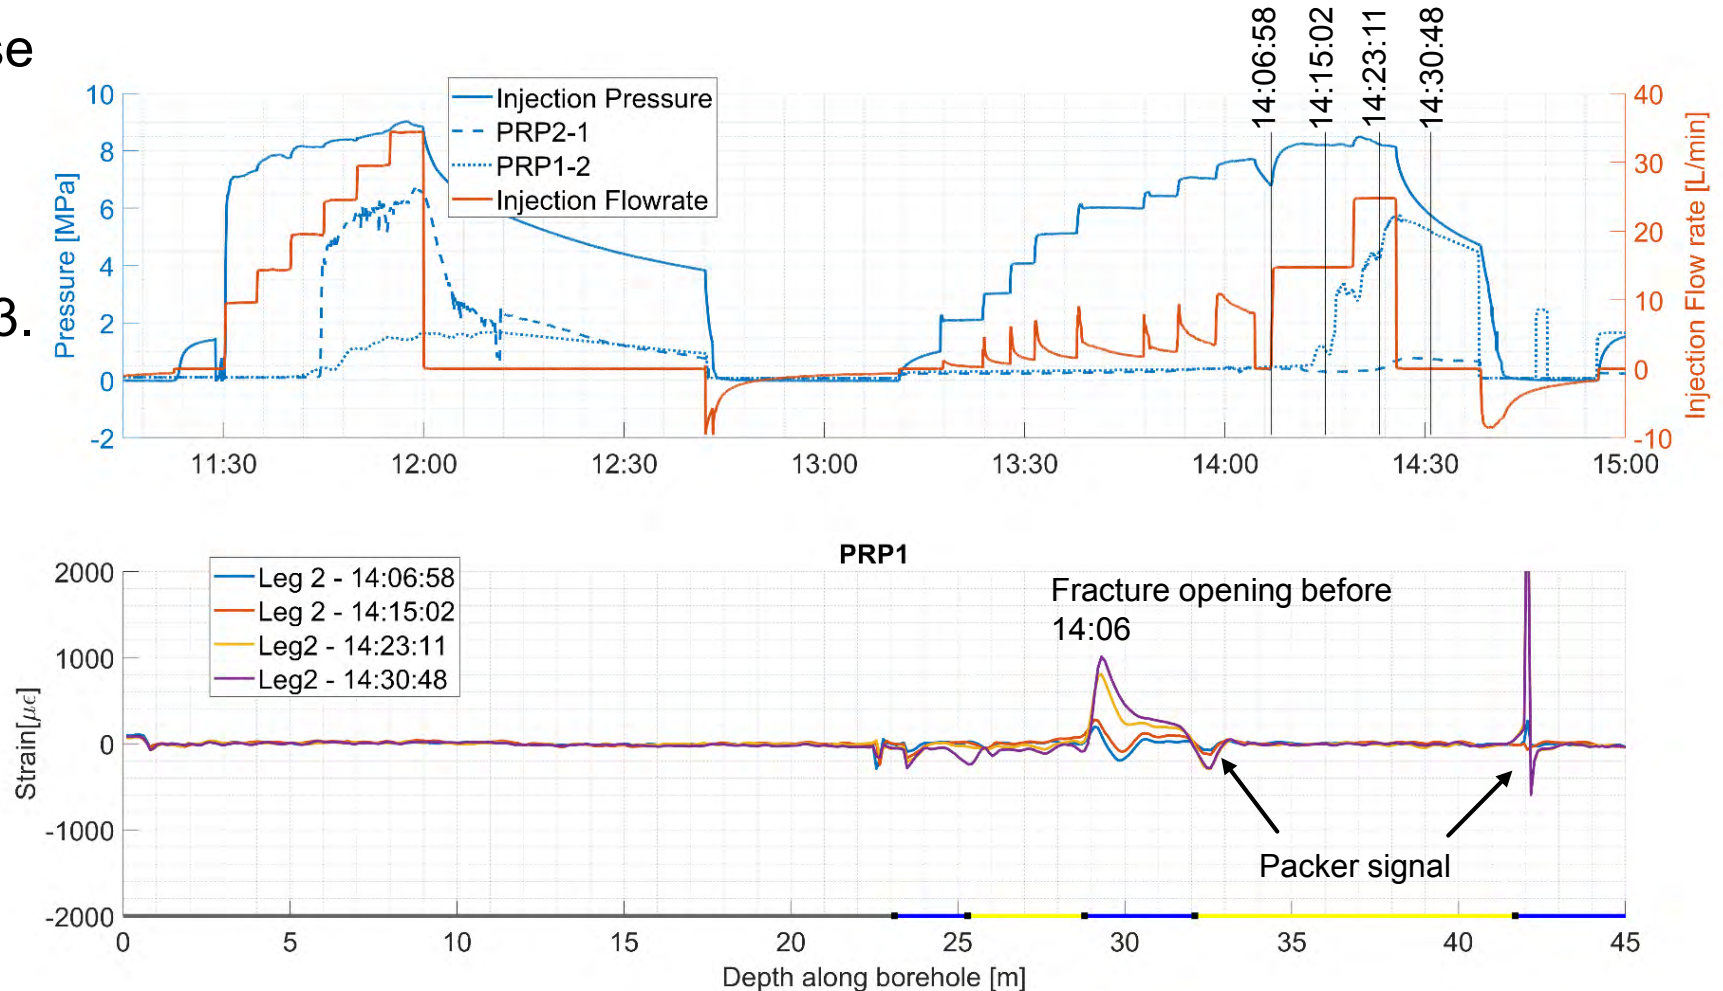 se
3.
14:06:58
14:15:02
14:23:11
14:30:48
Injection Pressure
PRP2-1
PRP1-2
Injection Flowrate
Pressure [MPa]
10
8
6
4
2
0
-2
Injection Flow rate [L/min]
40
30
20
10
0
-10
11:30
12:00
12:30
13:00
13:30
14:00
14:30
15:00
PRP1
Leg 2 - 14:06:58
Leg 2 - 14:15:02
Leg2 - 14:23:11
Leg2 - 14:30:48
Fracture opening before
14:06
Packer signal
Strain[με]
2000
1000
0
-1000
-2000
0
5
10
15
20
25
30
35
40
45
Depth along borehole [m]